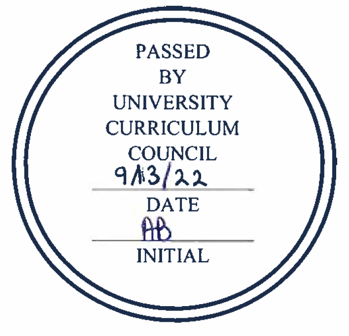 PASSED
BY
UNIVERSITY
CURRICULUM
COUNCIL
9/13/22
DATE
AB
INITIAL